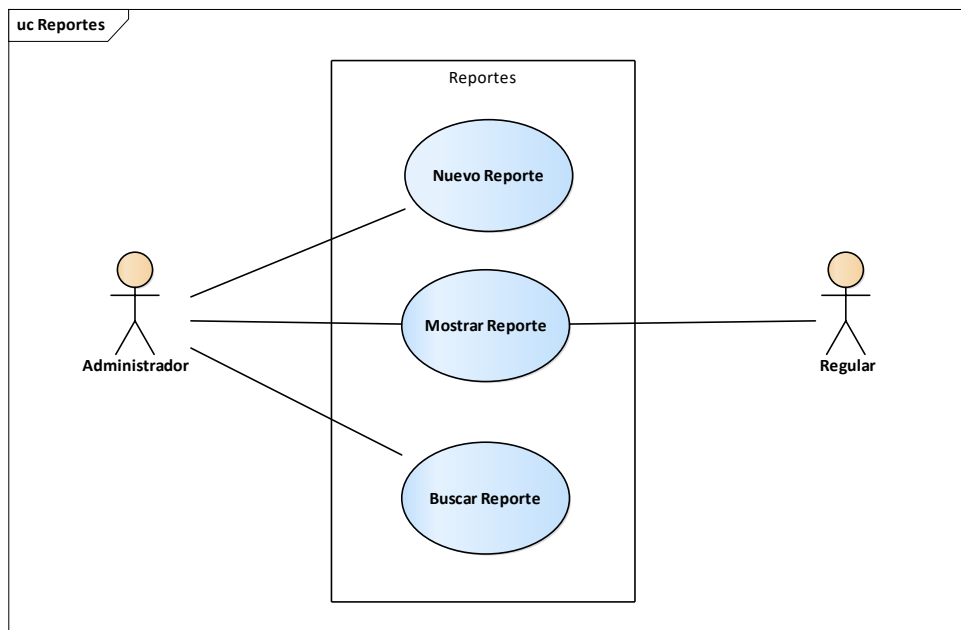 uc Reportes
Reportes
Nuevo Reporte
Mostrar Reporte
Administrador
Regular
Buscar Reporte